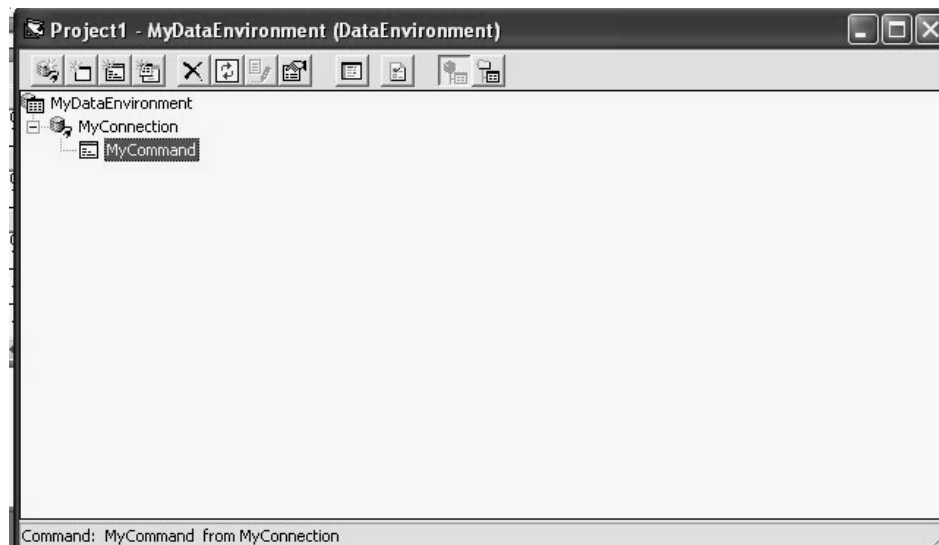 Project1 - MyDataEnvironment (DataEnvironment)
MyDataEnvironment
MyConnection
MyCommand
Command: MyCommand from MyConnection